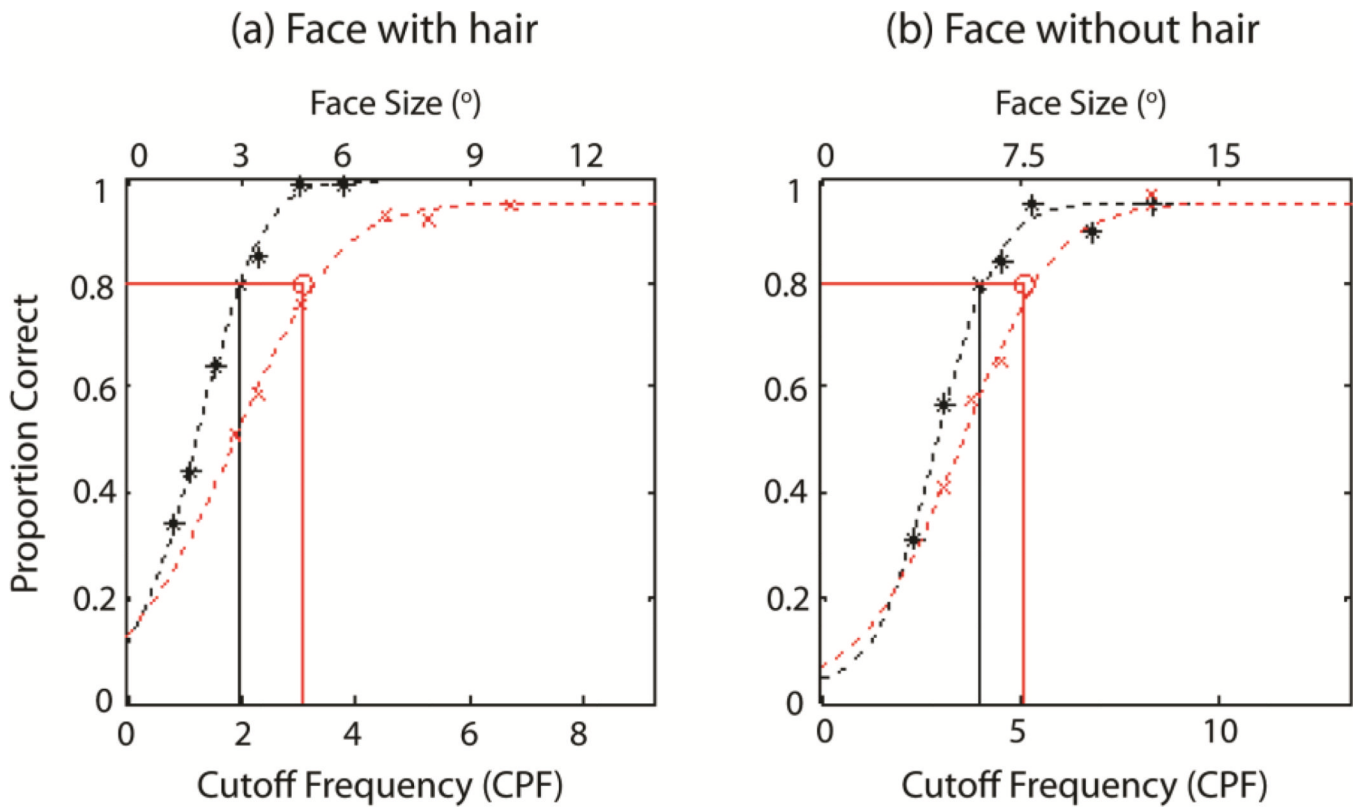 (a) Face with hair
(b) Face without hair
Face Size (º)
Face Size (º)
0 3 6 9 12
0 7.5 15
Proportion Correct
1
0.8
0.6
0.4
0.2
0
1
0.8
0.6
0.4
0.2
0
0 2 4 6 8
0 5 10
Cutoff Frequency (CPF)
Cutoff Frequency (CPF)